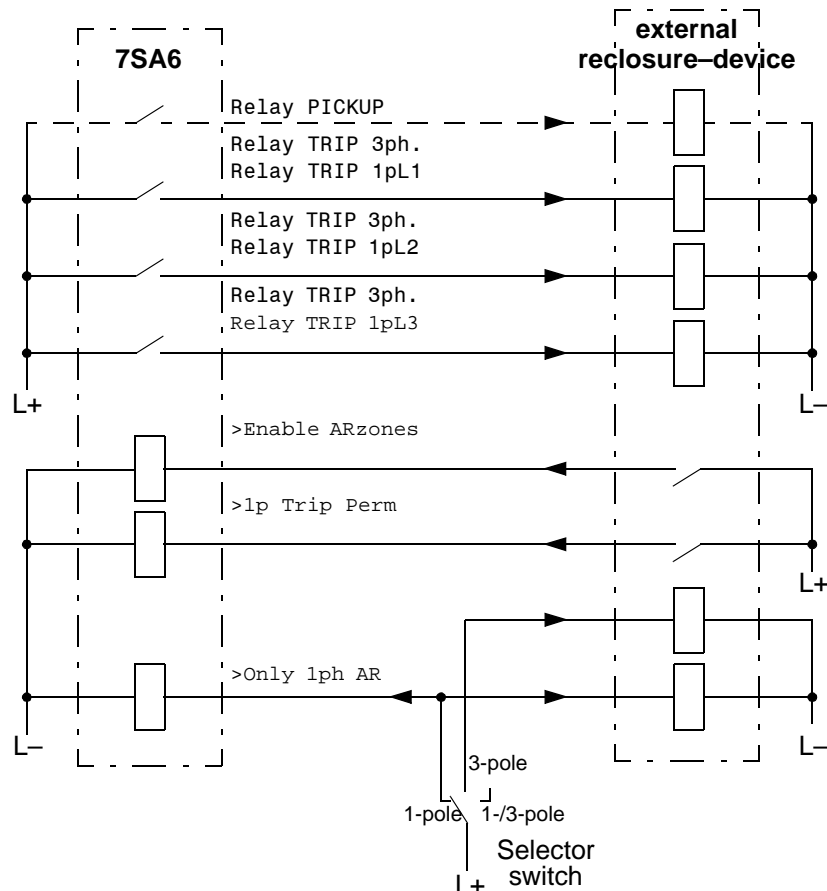 external
7SA6
reclosure–device
Relay PICKUP
Relay TRIP 3ph.
Relay TRIP 1pL1
Relay TRIP 3ph.
Relay TRIP 1pL2
Relay TRIP 3ph.
Relay TRIP 1pL3
L+
L–
>Enable ARzones
>1p Trip Perm
L+
>Only 1ph AR
L–
L–
3-pole
1-pole
1-/3-pole
Selector
switch
L+